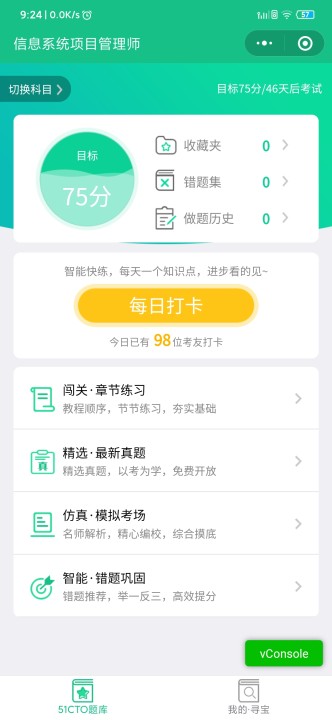 9:24 | 0.0K/s
57
信息系统项目管理师
切换科目
目标75分/46天后考试
目标
75分
收藏夹 0
错题集 0
做题历史 0
智能快练，每天一个知识点，进步看的见~
每日打卡
今日已有 98位考友打卡
闯关·章节练习
教程顺序，节节练习，夯实基础
精选·最新真题
精选真题，以考为学，免费开放
仿真·模拟考场
名师解析，精心编校，综合摸底
智能·错题巩固
错题推荐，举一反三，高效提分
vConsole
51CTO题库
我的·寻宝